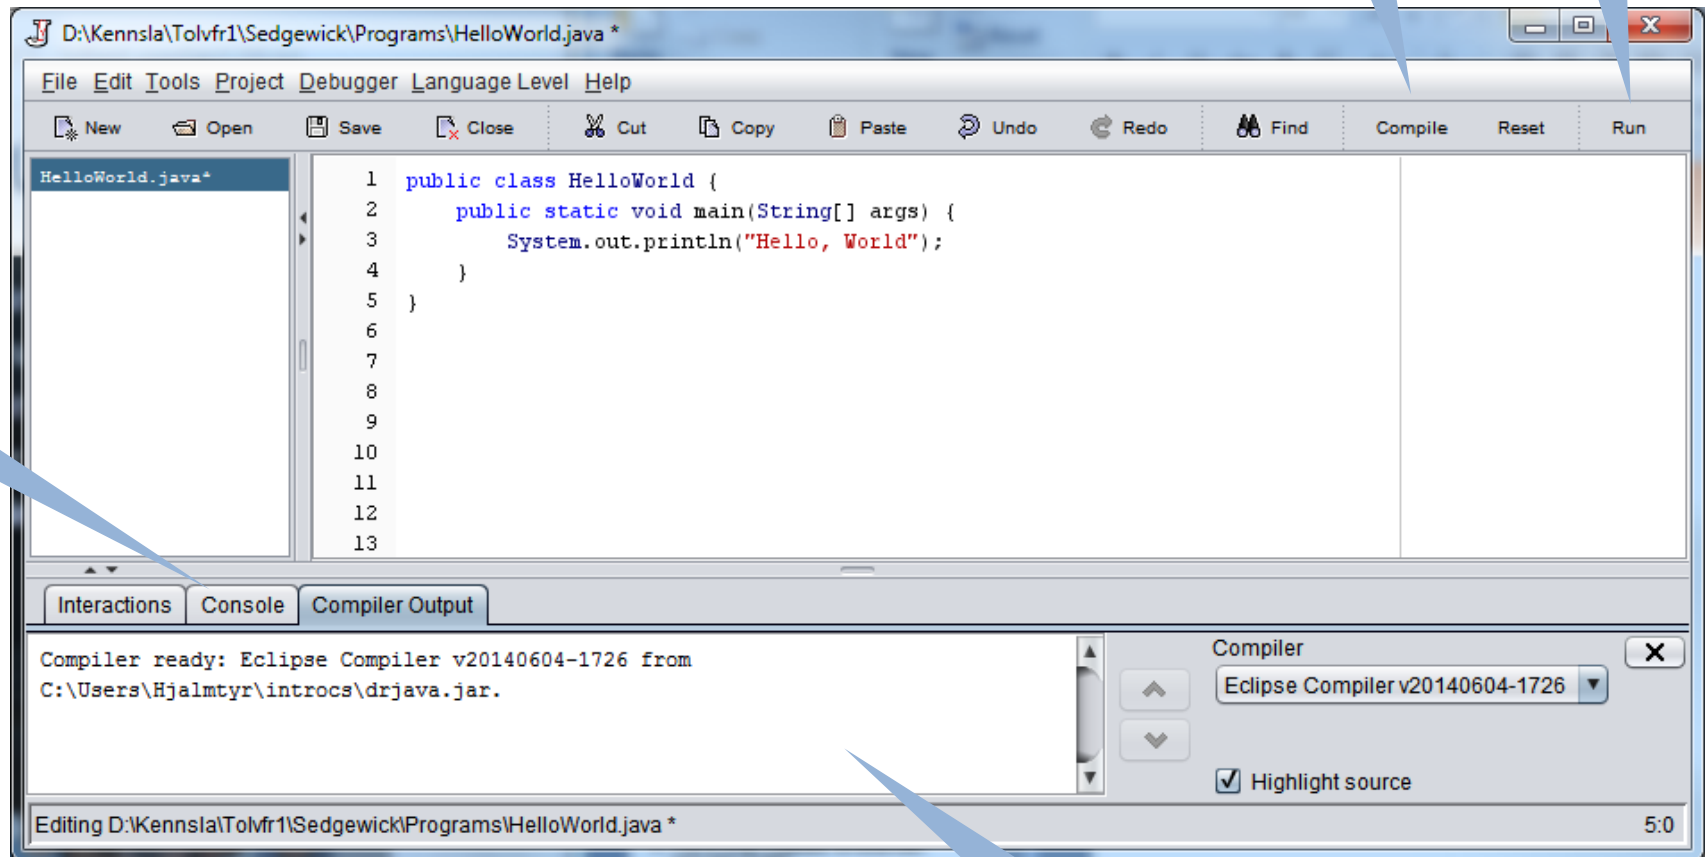 D:\Kennsla\Tolvfr1\Sedgewick\Programs\HelloWorld.java *
File Edit Tools Project Debugger Language Level Help
New Open Save Close Cut Copy Paste Undo Redo Find Compile Reset Run
HelloWorld.java*
1 public class HelloWorld {
2 public static void main(String[] args) {
3 System.out.println("Hello, World");
4 }
5 }
6
7
8
9
10
11
12
13
Interactions Console Compiler Output
Compiler ready: Eclipse Compiler v20140604-1726 from
C:\Users\Hjalmtyr\introcs\drjava.jar.
Compiler
Eclipse Compiler v20140604-1726
Highlight source
Editing D:\Kennsla\Tolvfr1\Sedgewick\Programs\HelloWorld.java * 5:0